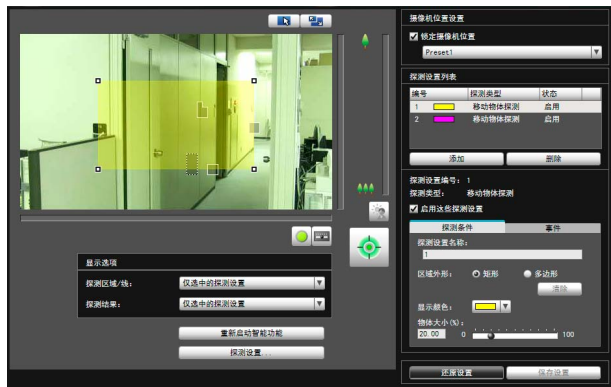 摄像机位置设置
锁定摄像机位置
Preset1
探测设置列表
编号 探测类型 状态
1 移动物体探测 启用
2 移动物体探测 启用
添加 删除
探测设置编号: 1
探测类型: 移动物体探测
启用这些探测设置
探测条件 事件
探测设置名称:
1
区域外形: 矩形 多边形
清除
显示颜色:
物体大小(%):
20.00 0 100
还原设置 保存设置
显示选项
探测区域/线: 仅选中的探测设置
探测结果: 仅选中的探测设置
重新启动智能功能
探测设置...